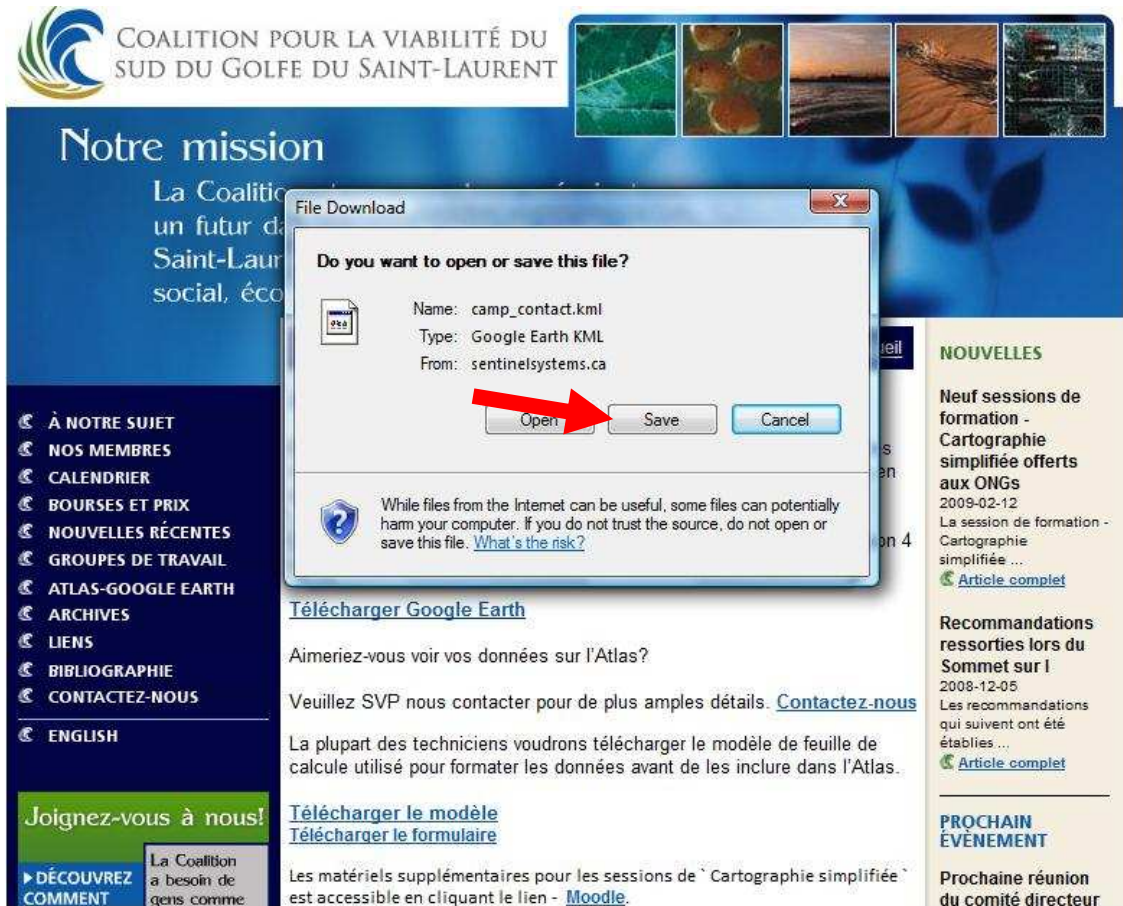 COALITION POUR LA VIABILITÉ DU
SUD DU GOLFE DU SAINT-LAURENT
Notre mission
La Coalitio
un futur da
Saint-Laur
social, éco
File Download
Do you want to open or save this file?
Name: camp_contact.kml
Type: Google Earth KML
From: sentinelsystems.ca
Open
Save
Cancel
While files from the Internet can be useful, some files can potentially
harm your computer. If you do not trust the source, do not open or
save this file. What's the risk?
ueil
s
en
on 4
À NOTRE SUJET
NOS MEMBRES
CALENDRIER
BOURSES ET PRIX
NOUVELLES RÉCENTES
GROUPES DE TRAVAIL
ATLAS-GOOGLE EARTH
ARCHIVES
LIENS
BIBLIOGRAPHIE
CONTACTEZ-NOUS
ENGLISH
Joignez-vous à nous!
DÉCOUVREZ
COMMENT
La Coalition
a besoin de
gens comme
Télécharger Google Earth
Aimeriez-vous voir vos données sur l'Atlas?
Veuillez SVP nous contacter pour de plus amples détails. Contactez-nous
La plupart des techniciens voudrons télécharger le modèle de feuille de
calcule utilisé pour formater les données avant de les inclure dans l'Atlas.
Télécharger le modèle
Télécharger le formulaire
Les matériels supplémentaires pour les sessions de ` Cartographie simplifiée `
est accessible en cliquant le lien - Moodle.
NOUVELLES
Neuf sessions de
formation -
Cartographie
simplifiée offerts
aux ONGs
2009-02-12
La session de formation -
Cartographie
simplifiée ...
Article complet
Recommandations
ressorties lors du
Sommet sur l
2008-12-05
Les recommandations
qui suivent ont été
établies ...
Article complet
PROCHAIN
ÉVÈNEMENT
Prochaine réunion
du comité directeur